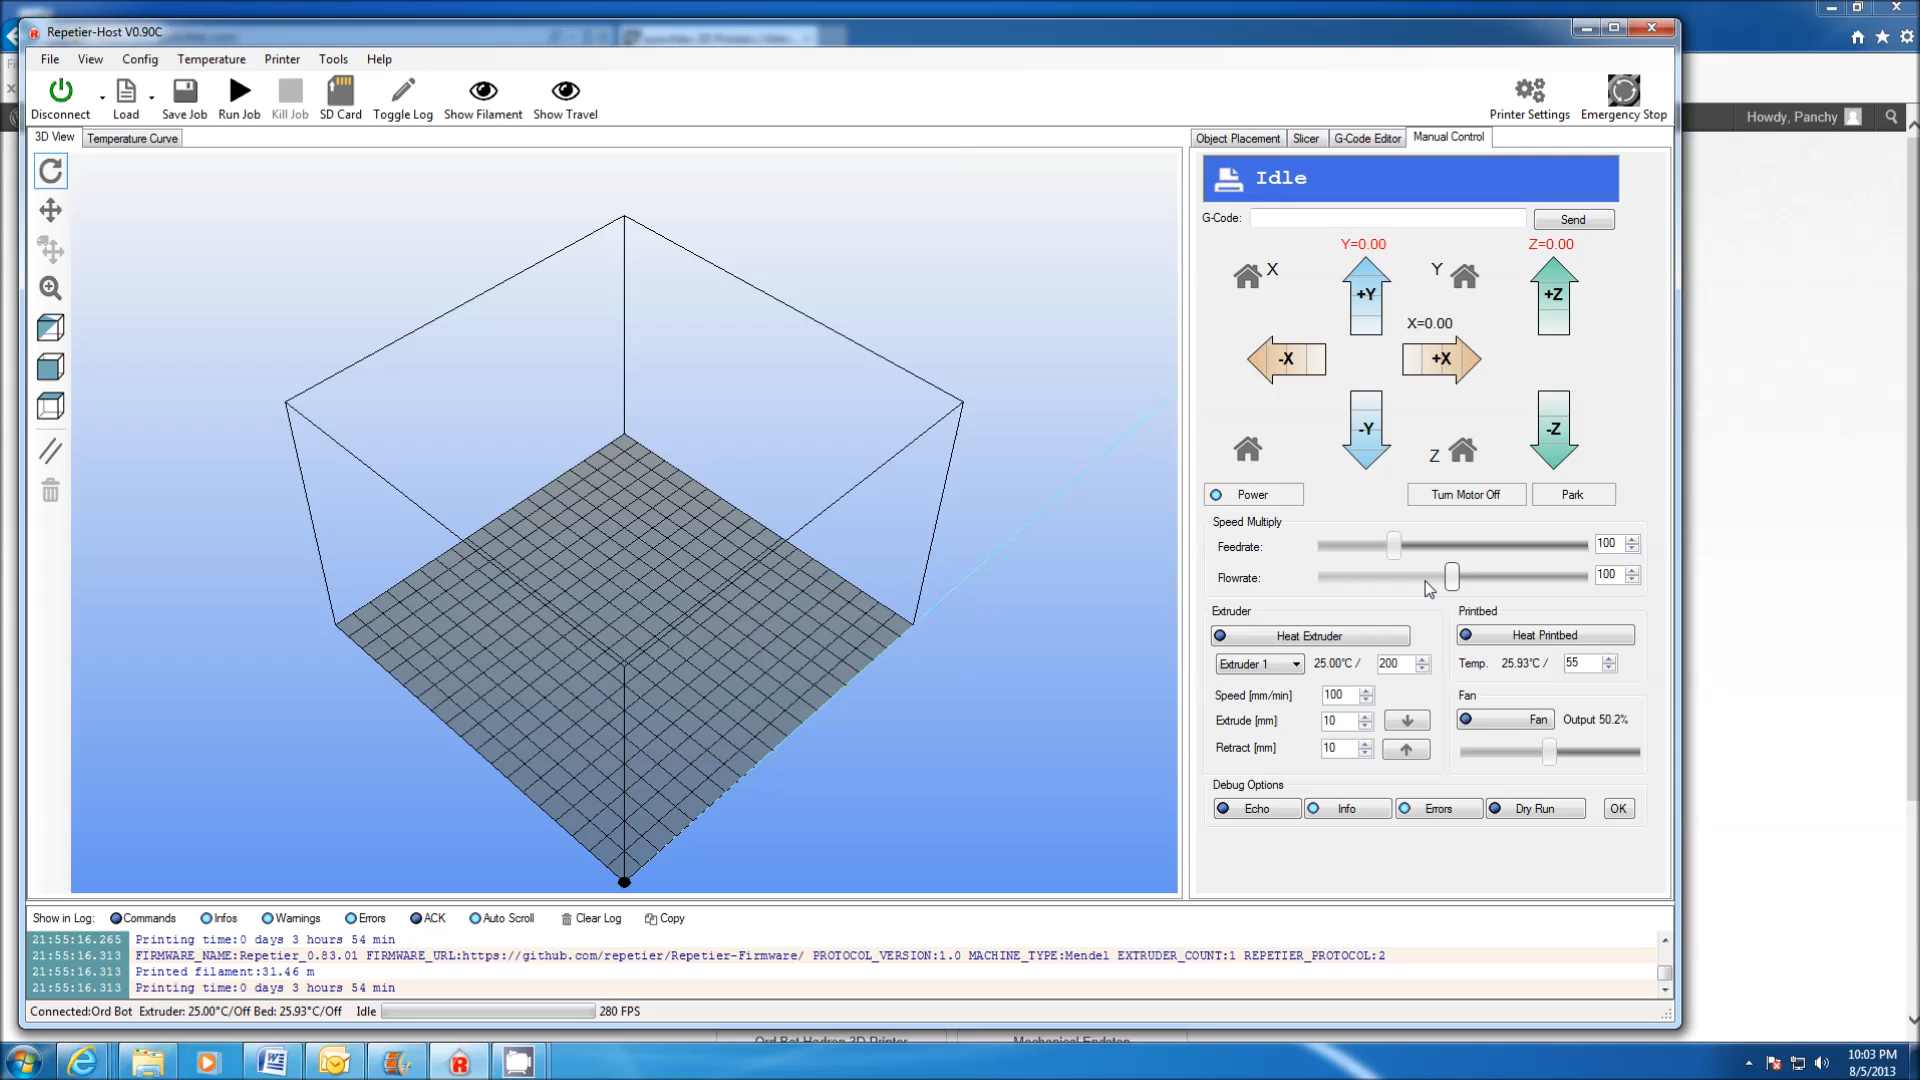 Repetier-Host V0.90C
File View Config Temperature Printer Tools Help
Howdy, Panchy
Disconnect Load Save Job Run Job Kill Job SD Card Toggle Log Show Filament Show Travel Printer Settings Emergency Stop
3D View Temperature Curve
Object Placement Slicer G-Code Editor Manual Control
Idle
G-Code: Send
Y=0.00 Z=0.00
X +Y Y +Z
X=0.00
-X +X
-Y Z -Z
Power Turn Motor Off Park
Speed Multiply
Feedrate: 100
Flowrate: 100
Extruder Printbed
Heat Extruder Heat Printbed
Extruder 1 25.00°C / 200 Temp. 25.93°C / 55
Speed [mm/min] 100 Fan
Extrude [mm] 10 Fan Output 50.2%
Retract [mm] 10
Debug Options
Echo Info Errors Dry Run OK
Show in Log: Commands Infos Warnings Errors ACK Auto Scroll Clear Log Copy
21:55:16.265 Printing time:0 days 3 hours 54 min
21:55:16.313 FIRMWARE_NAME:Repetier_0.83.01 FIRMWARE_URL:https://github.com/repetier/Repetier-Firmware/ PROTOCOL_VERSION:1.0 MACHINE_TYPE:Mendel EXTRUDER_COUNT:1 REPETIER_PROTOCOL:2
21:55:16.313 Printed filament:31.46 m
21:55:16.313 Printing time:0 days 3 hours 54 min
Connected:Ord Bot Extruder: 25.00°C/Off Bed: 25.93°C/Off Idle 280 FPS
Ord Bot Hadron 3D Printer Mechanical Endstop
10:03 PM
8/5/2013